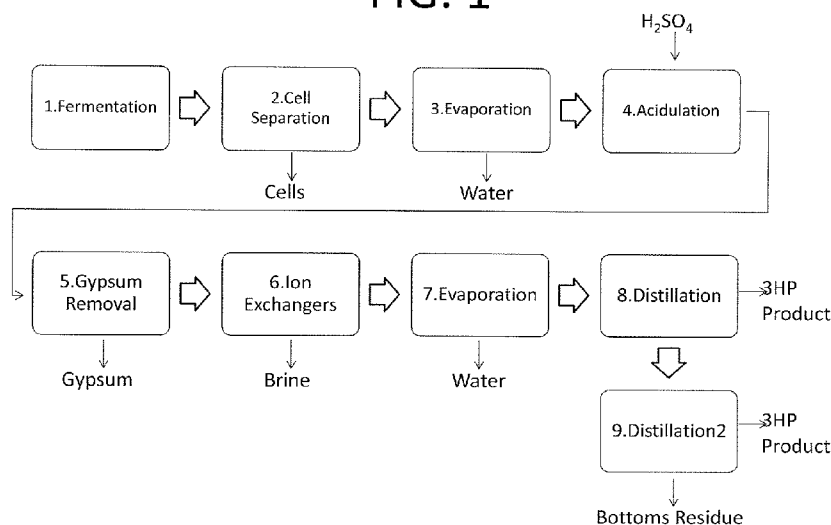 FIG. 1
H₂SO₄
1.Fermentation
2.Cell
Separation
3.Evaporation
4.Acidulation
Cells
Water
5.Gypsum
Removal
6.Ion
Exchangers
7.Evaporation
8.Distillation
3HP
Product
Gypsum
Brine
Water
9.Distillation2
3HP
Product
Bottoms Residue